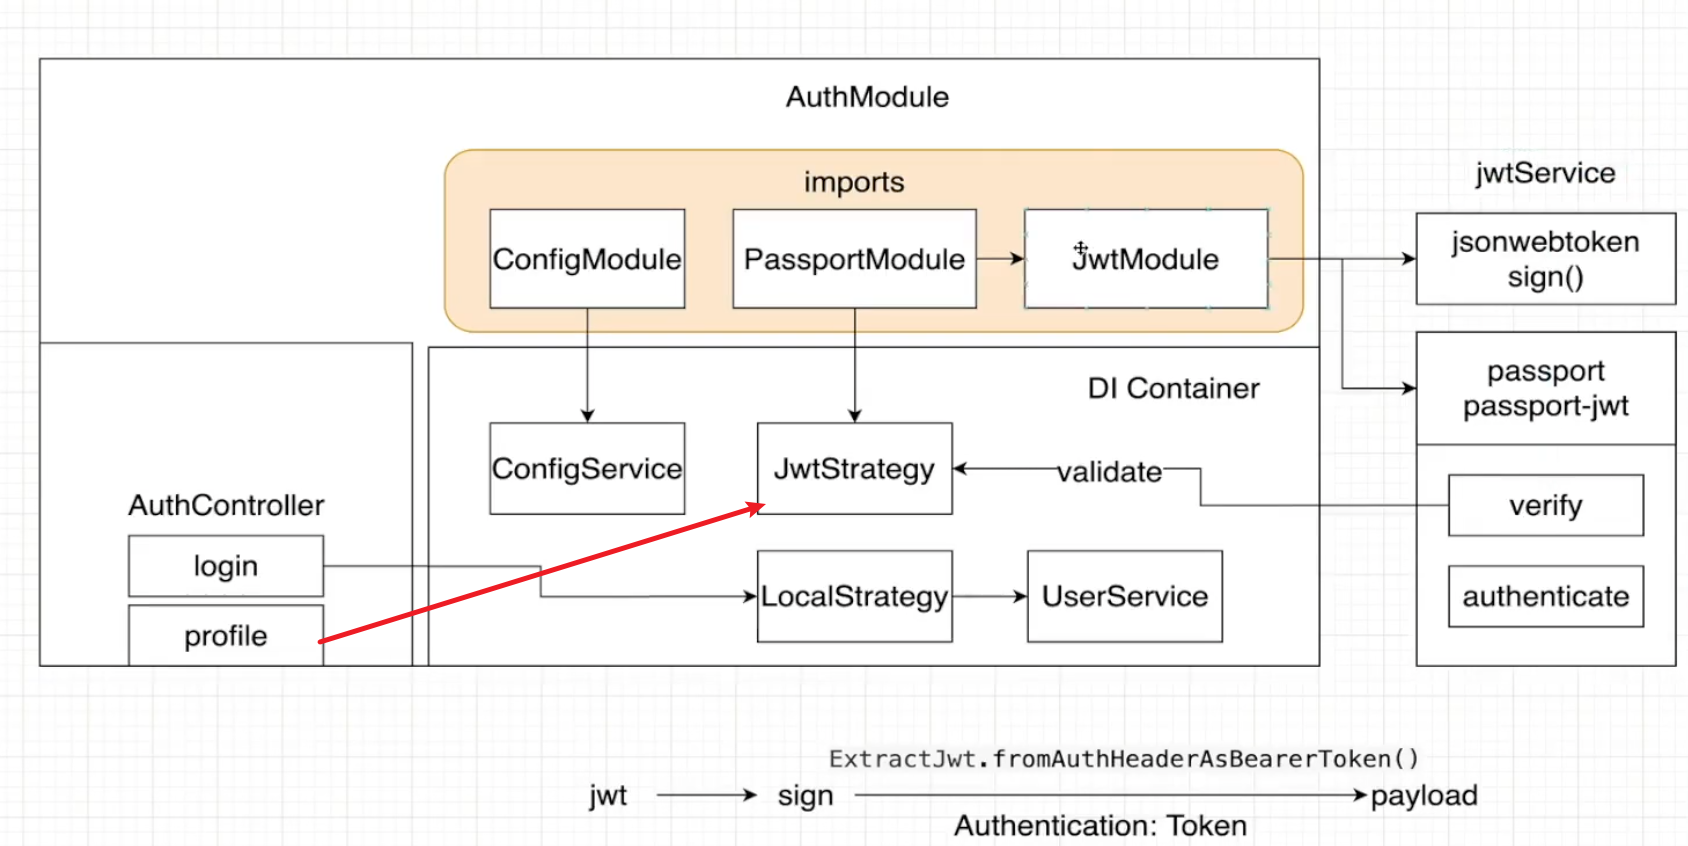 AuthModule
imports
jwtService
ConfigModule
PassportModule
JwtModule
jsonwebtoken
sign()
passport
passport-jwt
DI Container
ConfigService
JwtStrategy
validate
verify
AuthController
login
LocalStrategy
UserService
authenticate
profile
ExtractJwt.fromAuthHeaderAsBearerToken()
jwt
sign
payload
Authentication: Token